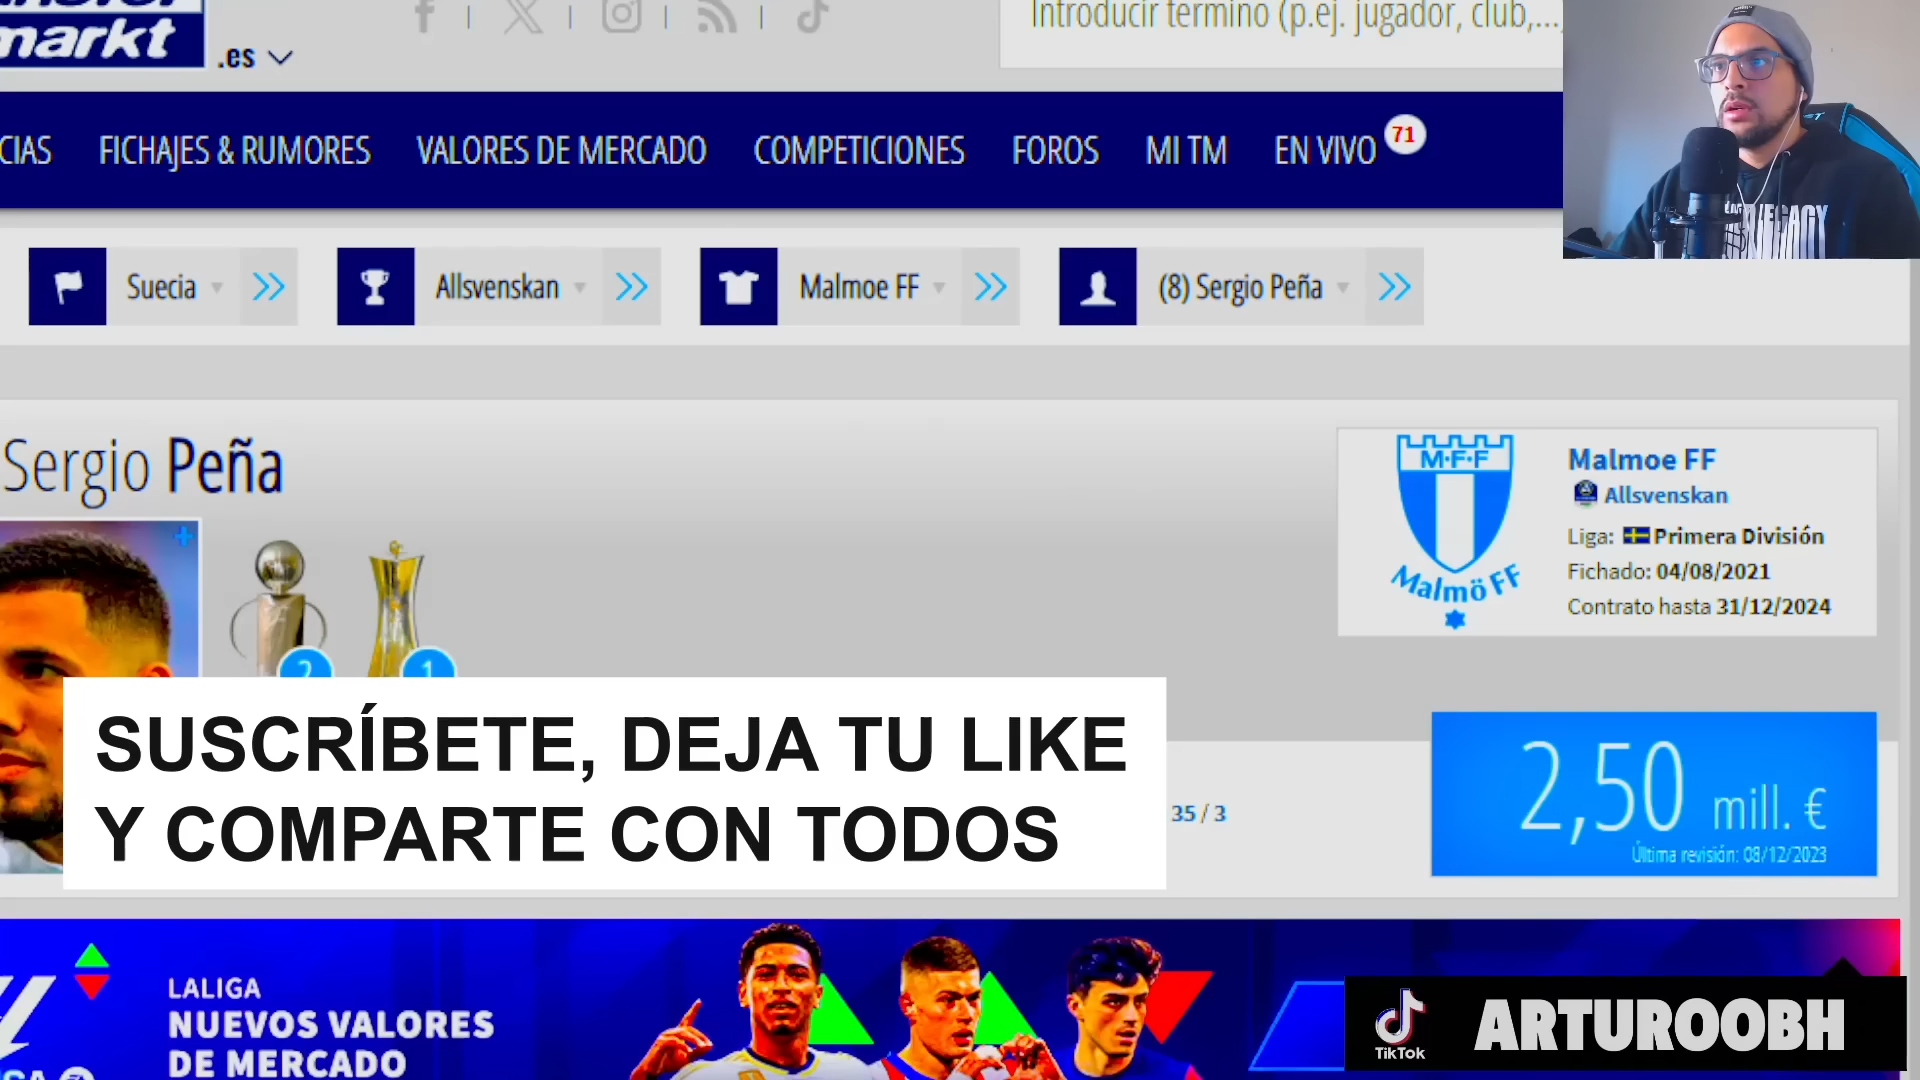 markt
.es
Introducir término (p.ej. jugador, club,...
CIAS FICHAJES & RUMORES VALORES DE MERCADO COMPETICIONES FOROS MI TM EN VIVO 71
Suecia Allsvenskan Malmoe FF (8) Sergio Peña
Sergio Peña
M·F·F
Malmö FF
Malmoe FF
Allsvenskan
Liga: Primera División
Fichado: 04/08/2021
Contrato hasta 31/12/2024
2 1
SUSCRÍBETE, DEJA TU LIKE
Y COMPARTE CON TODOS
35 / 3
2,50 mill. €
Última revisión: 08/12/2023
LALIGA
NUEVOS VALORES
DE MERCADO
TikTok
ARTUROOBH